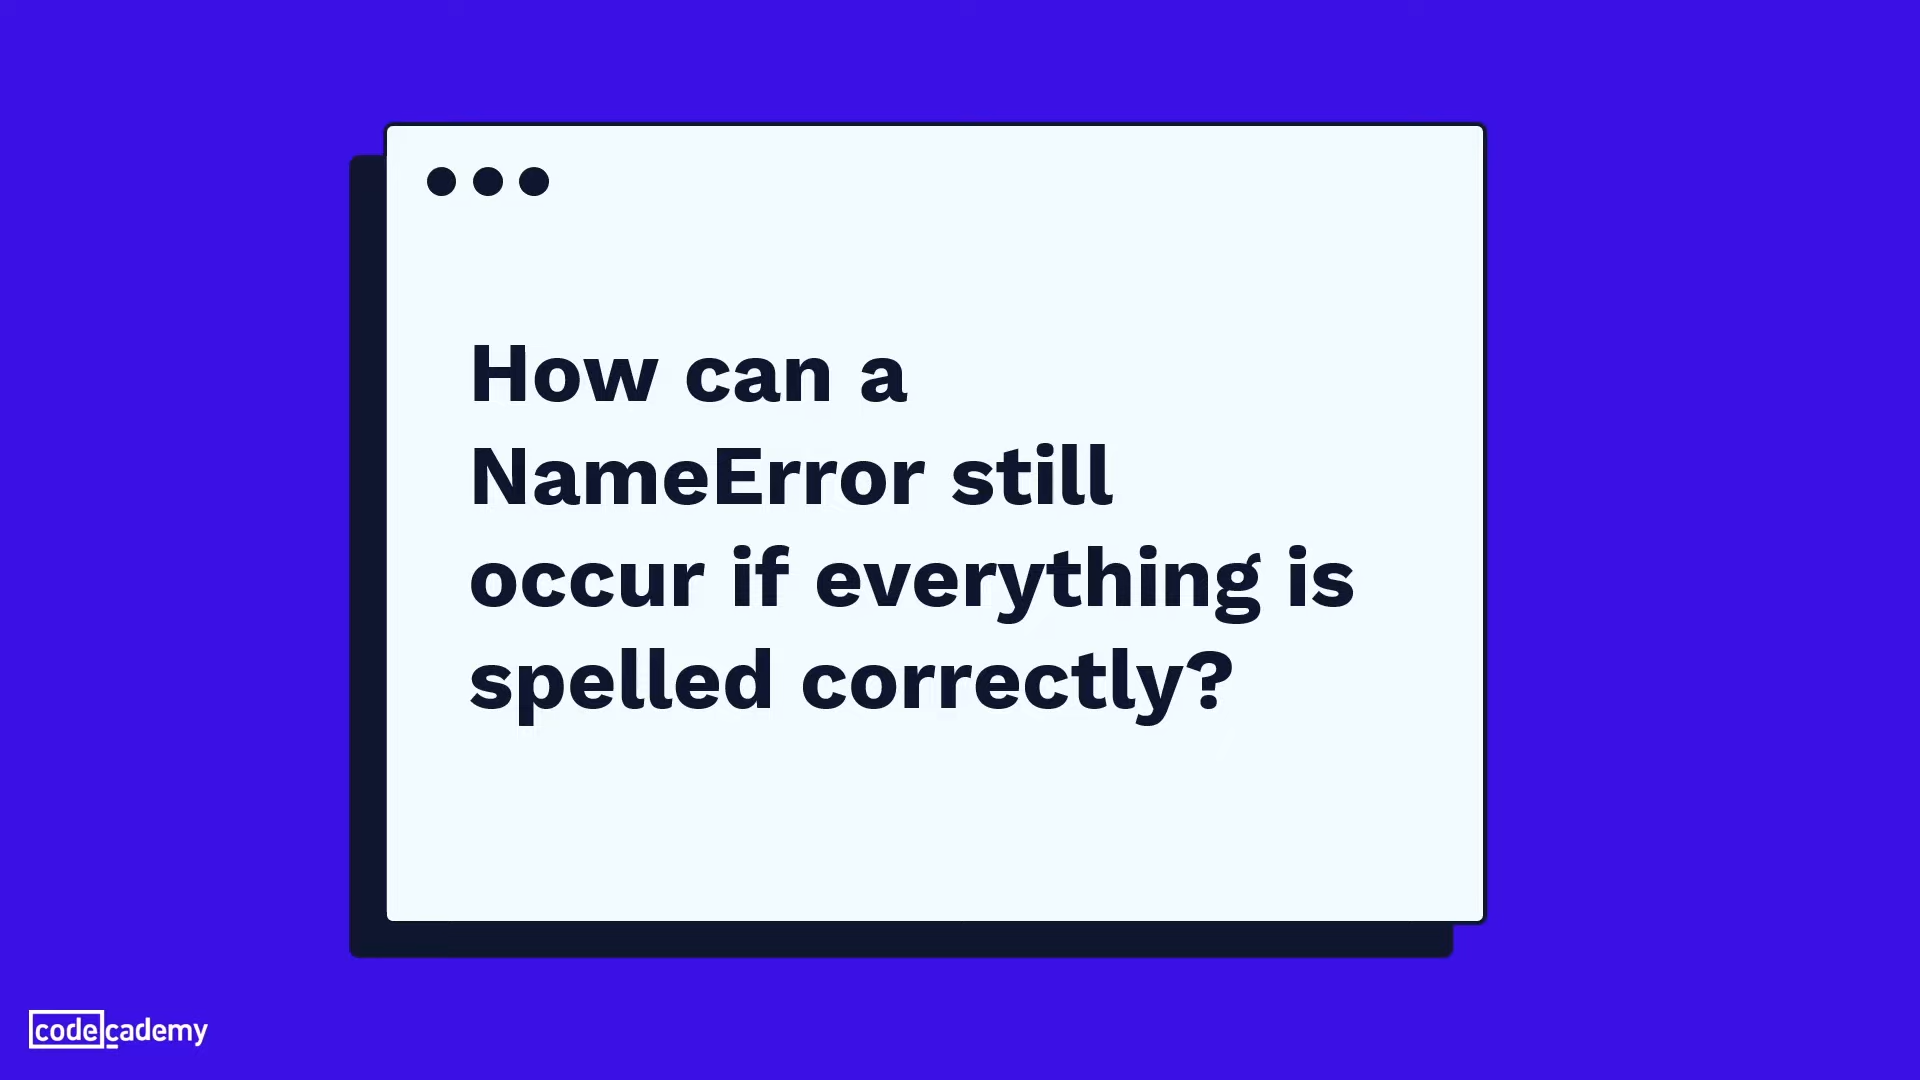 How can a
NameError still
occur if everything is
spelled correctly?
codecademy